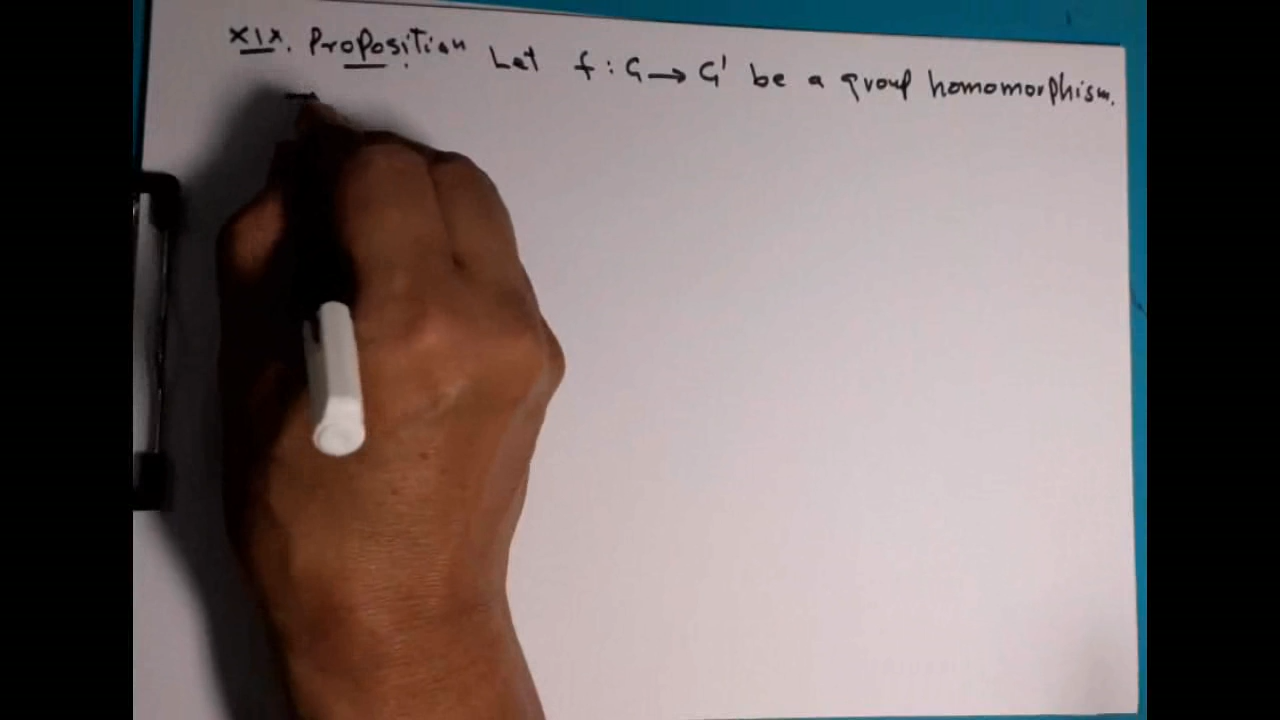 XIX. Proposition Let f : G → G' be a group homomorphism.